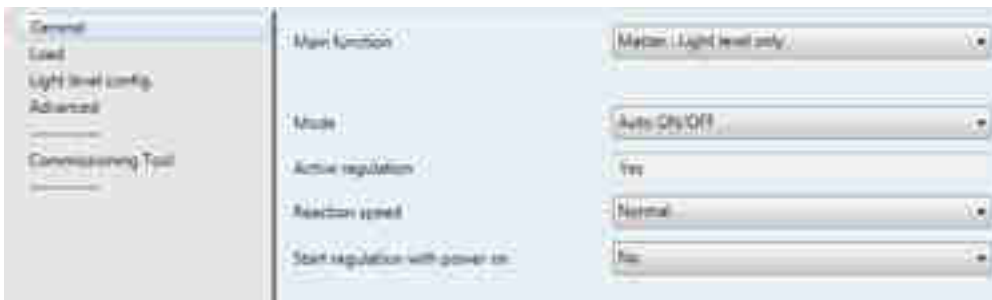 General
Load
Light level config.
Advanced
Commissioning Tool
Main function
Master : Light level only
Mode
Auto ON/OFF
Active regulation
Yes
Reaction speed
Normal
Start regulation with power on
No